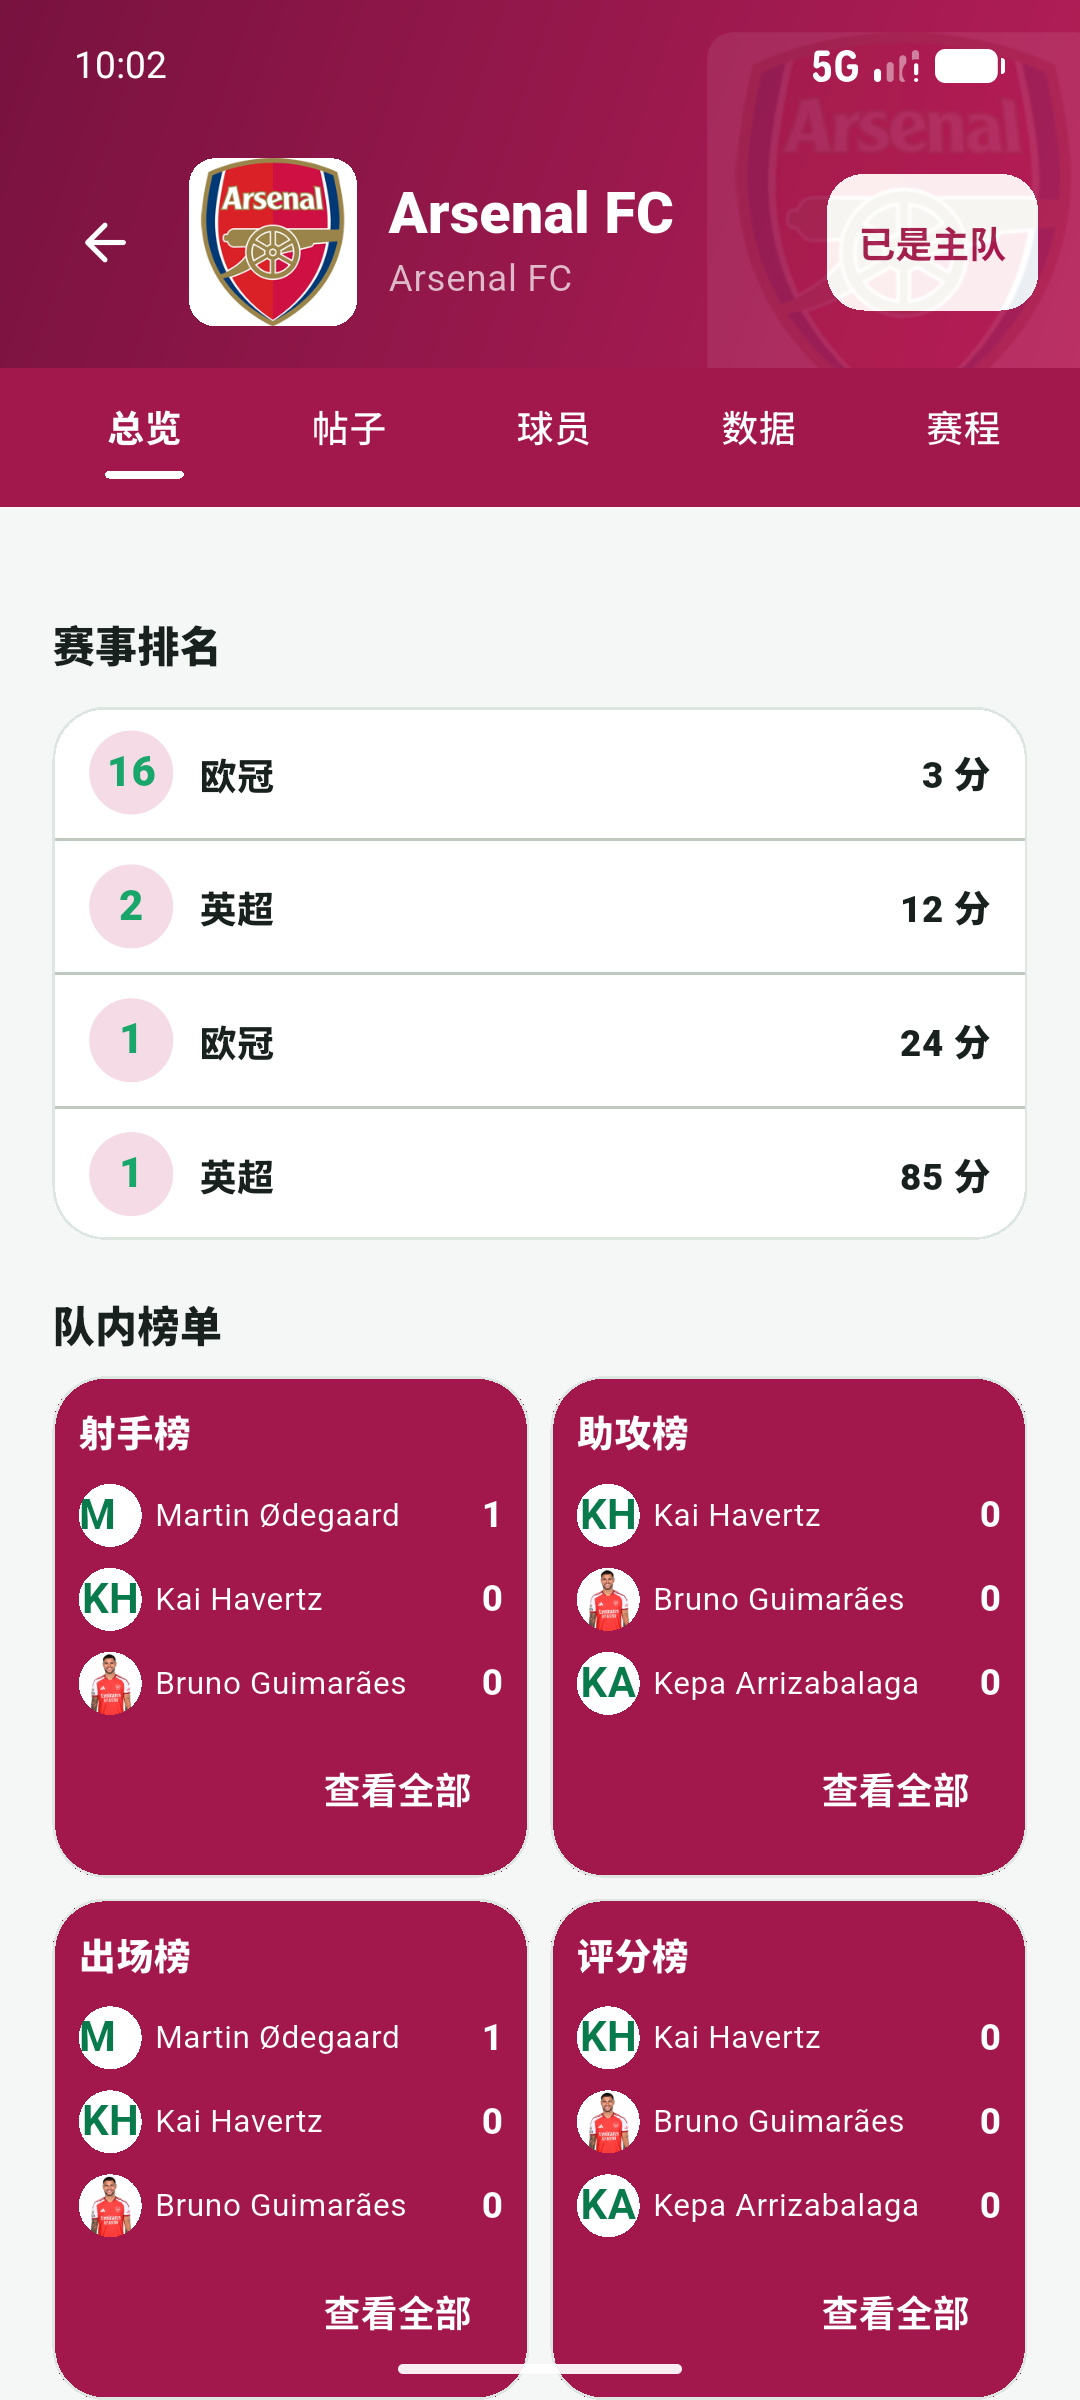 10:02
5G
Arsenal
Arsenal
Arsenal FC
Arsenal FC
已是主队
总览 帖子 球员 数据 赛程
赛事排名
16 欧冠 3 分
2 英超 12 分
1 欧冠 24 分
1 英超 85 分
队内榜单
射手榜
M Martin Ødegaard 1
KH Kai Havertz 0
Bruno Guimarães 0
查看全部
助攻榜
KH Kai Havertz 0
Bruno Guimarães 0
KA Kepa Arrizabalaga 0
查看全部
出场榜
M Martin Ødegaard 1
KH Kai Havertz 0
Bruno Guimarães 0
查看全部
评分榜
KH Kai Havertz 0
Bruno Guimarães 0
KA Kepa Arrizabalaga 0
查看全部